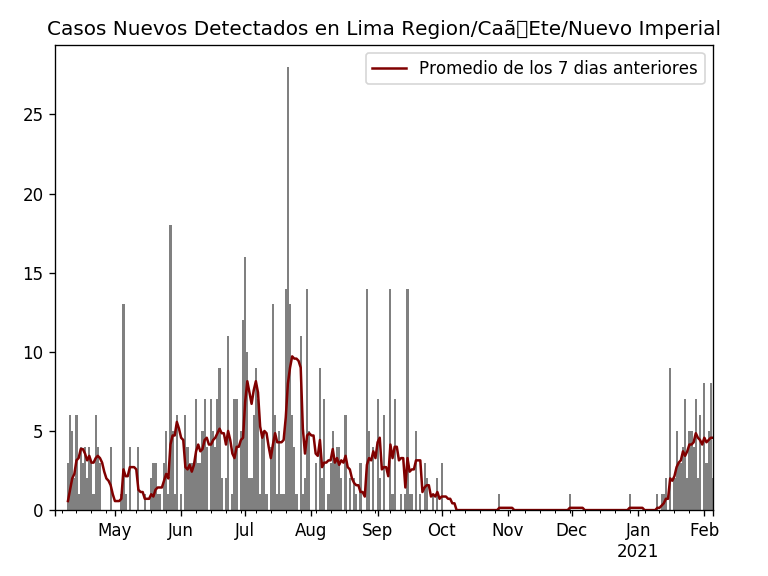 Casos Nuevos Detectados en Lima Region/Caã▯Ete/Nuevo Imperial
Promedio de los 7 dias anteriores
25
20
15
10
5
0
May Jun Jul Aug Sep Oct Nov Dec Jan Feb
2021